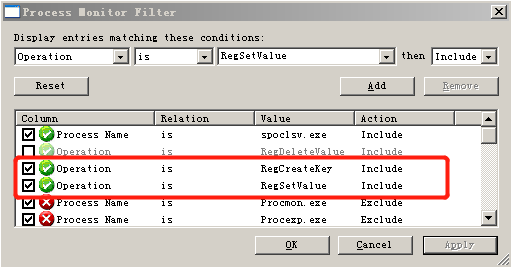 Process Monitor Filter
Display entries matching these conditions:
Operation is RegSetValue then Include
Reset Add Remove
Column Relation Value Action
Process Name is spoclsv.exe Include
Operation is RegDeleteValue Include
Operation is RegCreateKey Include
Operation is RegSetValue Include
Process Name is Procmon.exe Exclude
Process Name is Procexp.exe Exclude
OK Cancel Apply